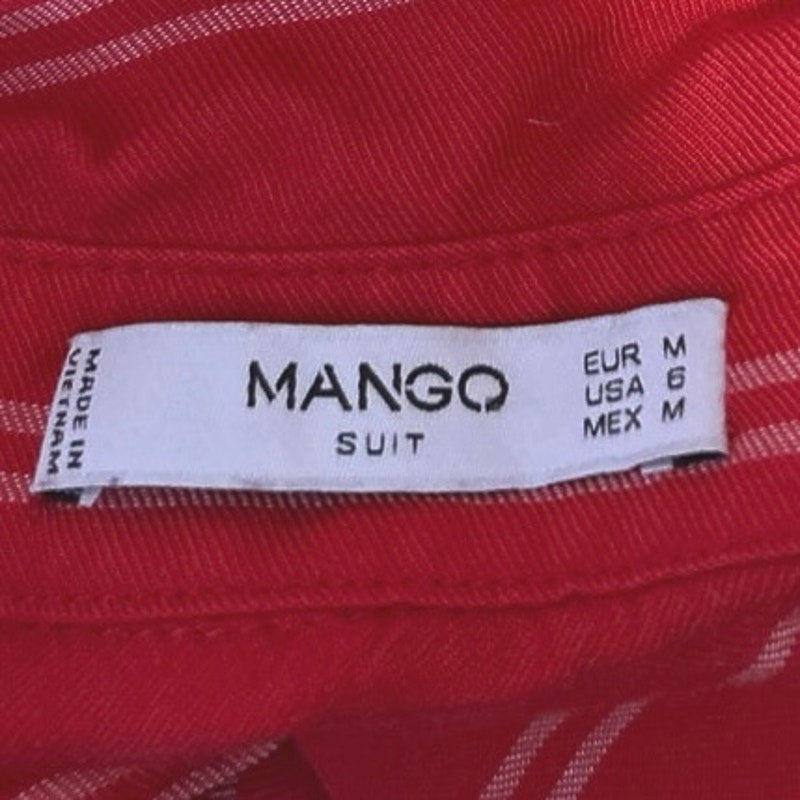 MADE IN
VIETNAM
MANGO
SUIT
EUR M
USA 6
MEX M